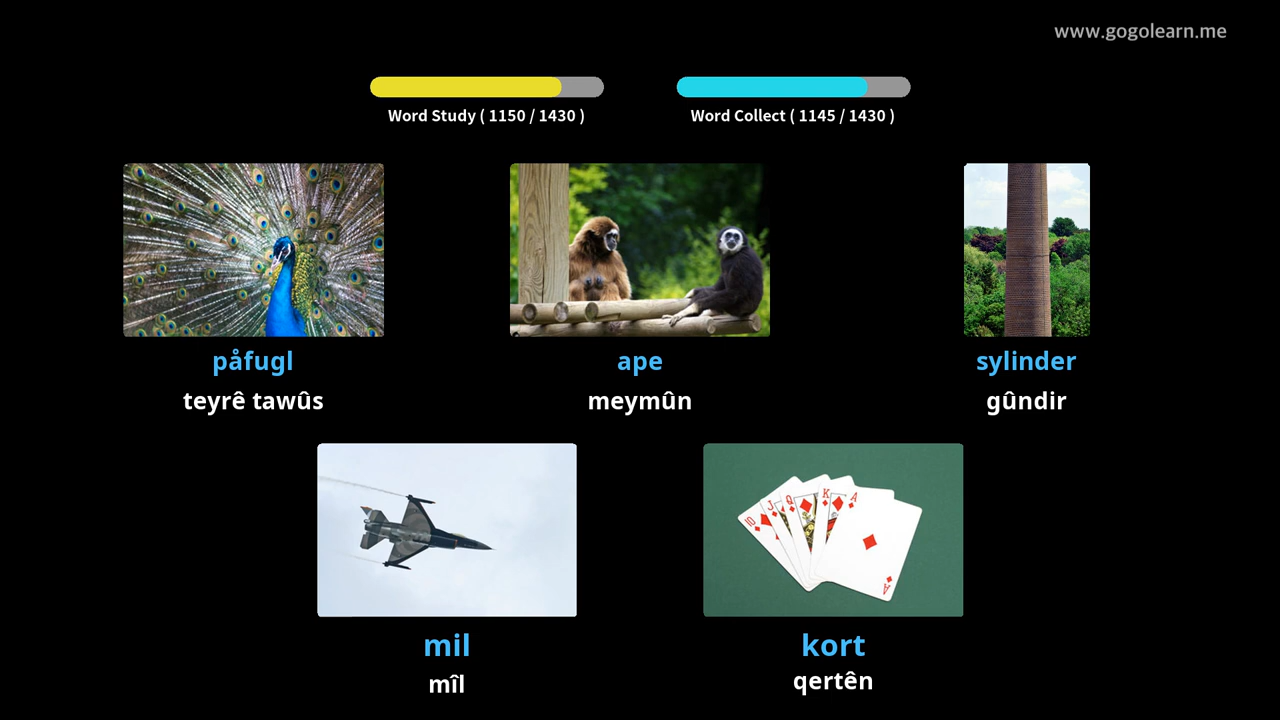 www.gogolearn.me
Word Study ( 1150 / 1430 )
Word Collect ( 1145 / 1430 )
påfugl
teyrê tawûs
ape
meymûn
sylinder
gûndir
mil
mîl
kort
qertên
10 J Q K A
A